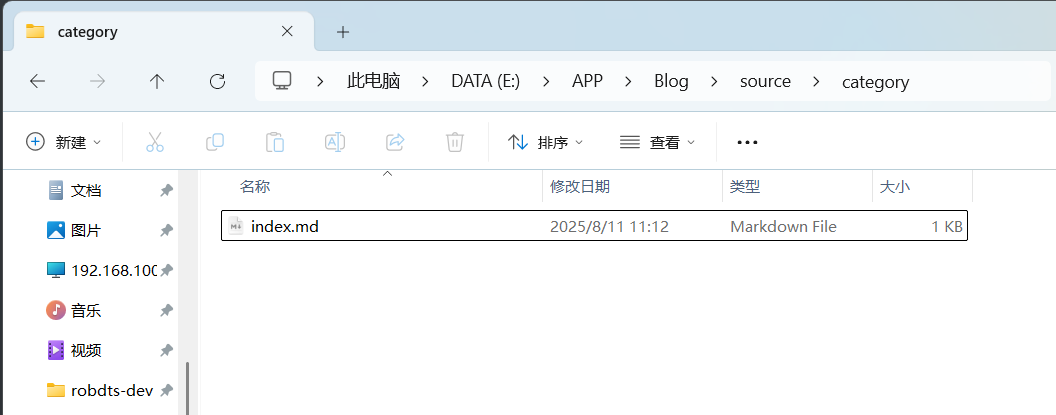 category
此电脑 DATA (E:) APP Blog source category
新建 排序 查看
名称 修改日期 类型 大小
文档
index.md 2025/8/11 11:12 Markdown File 1 KB
图片
192.168.100
音乐
视频
robdts-dev